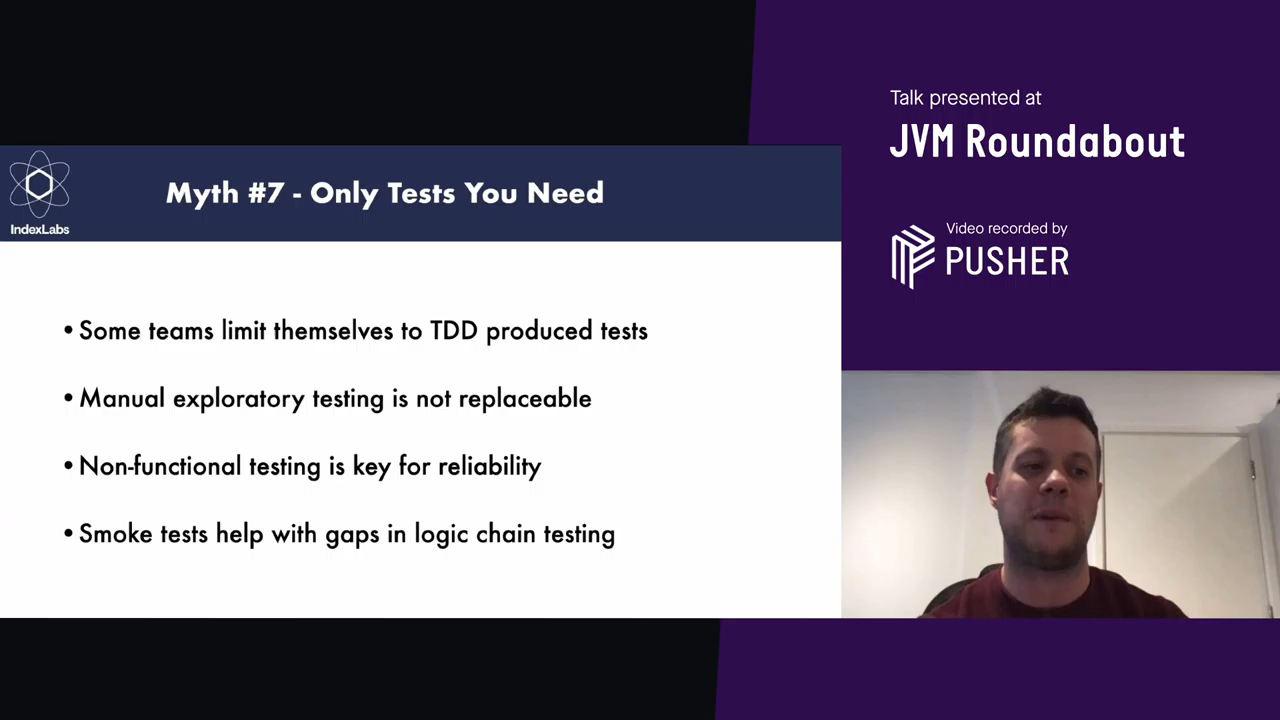 IndexLabs
Myth #7 - Only Tests You Need
• Some teams limit themselves to TDD produced tests
• Manual exploratory testing is not replaceable
• Non-functional testing is key for reliability
• Smoke tests help with gaps in logic chain testing
Talk presented at
JVM Roundabout
Video recorded by
PUSHER